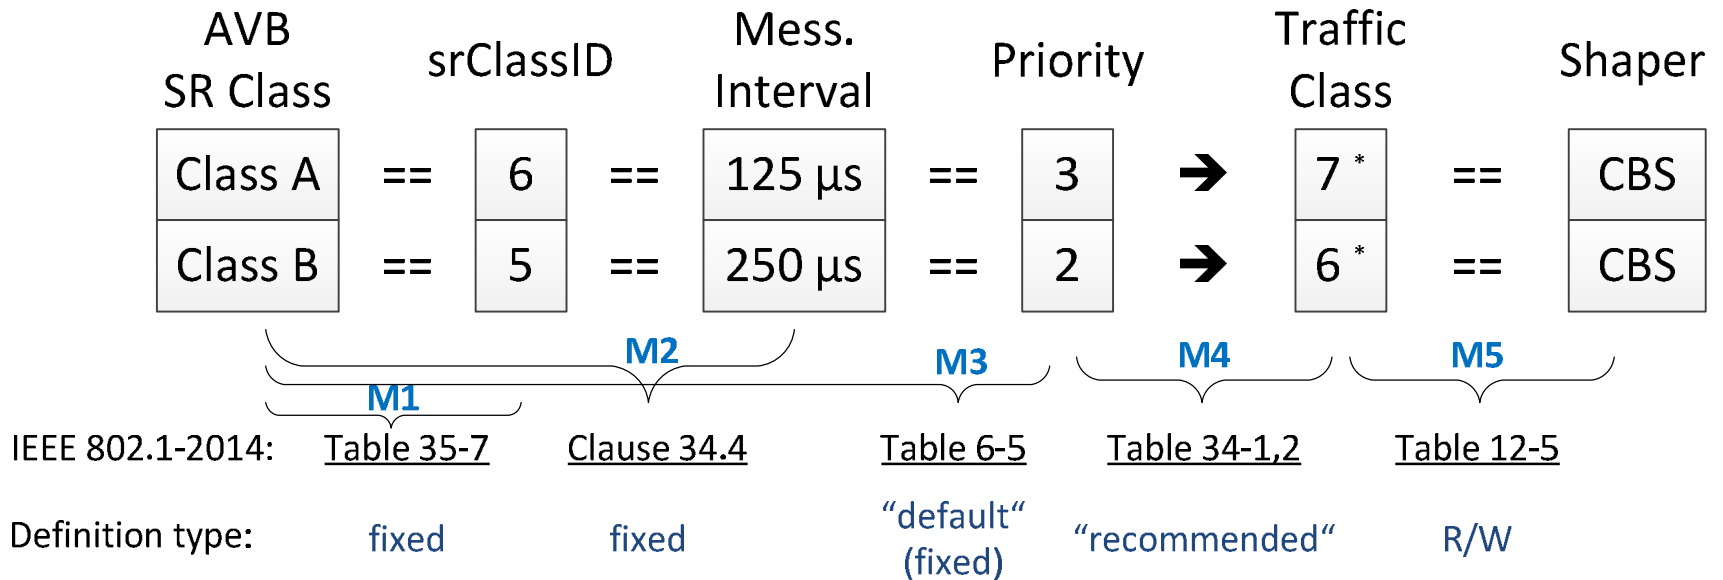 AVB SR Class srClassID Mess. Interval Priority Traffic Class Shaper
Class A == 6 == 125 µs == 3 ➔ 7 * == CBS
Class B == 5 == 250 µs == 2 ➔ 6 * == CBS
M1 M2 M3 M4 M5
IEEE 802.1-2014: Table 35-7 Clause 34.4 Table 6-5 Table 34-1,2 Table 12-5
Definition type: fixed fixed “default“ (fixed) “recommended“ R/W